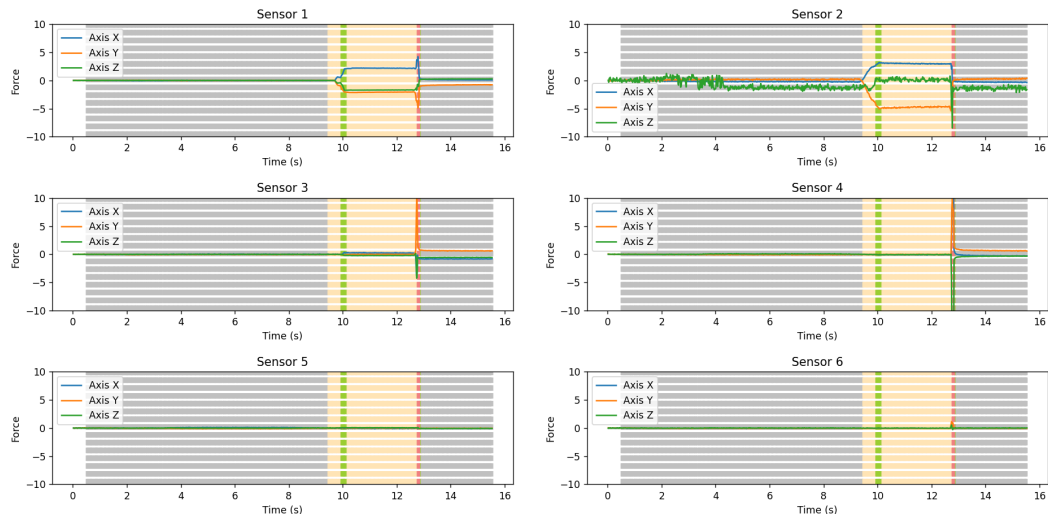 Sensor 1
Force
10
5
0
−5
−10
Axis X
Axis Y
Axis Z
0 2 4 6 8 10 12 14 16
Time (s)
Sensor 2
Force
10
5
0
−5
−10
Axis X
Axis Y
Axis Z
0 2 4 6 8 10 12 14 16
Time (s)
Sensor 3
Force
10
5
0
−5
−10
Axis X
Axis Y
Axis Z
0 2 4 6 8 10 12 14 16
Time (s)
Sensor 4
Force
10
5
0
−5
−10
Axis X
Axis Y
Axis Z
0 2 4 6 8 10 12 14 16
Time (s)
Sensor 5
Force
10
5
0
−5
−10
Axis X
Axis Y
Axis Z
0 2 4 6 8 10 12 14 16
Time (s)
Sensor 6
Force
10
5
0
−5
−10
Axis X
Axis Y
Axis Z
0 2 4 6 8 10 12 14 16
Time (s)